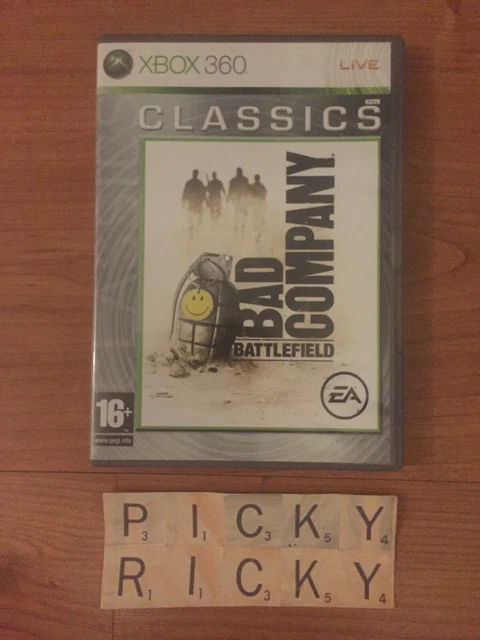 XBOX 360 LIVE
CLASSICS
BAD
COMPANY
BATTLEFIELD
EA
16+
www.pegi.info
P3 I1 C3 K5 Y4
R1 I1 C3 K5 Y4